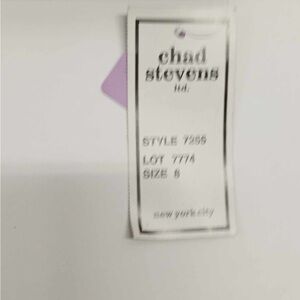 chad
stevens
ltd.
STYLE 7255
LOT 7774
SIZE 8
new york city